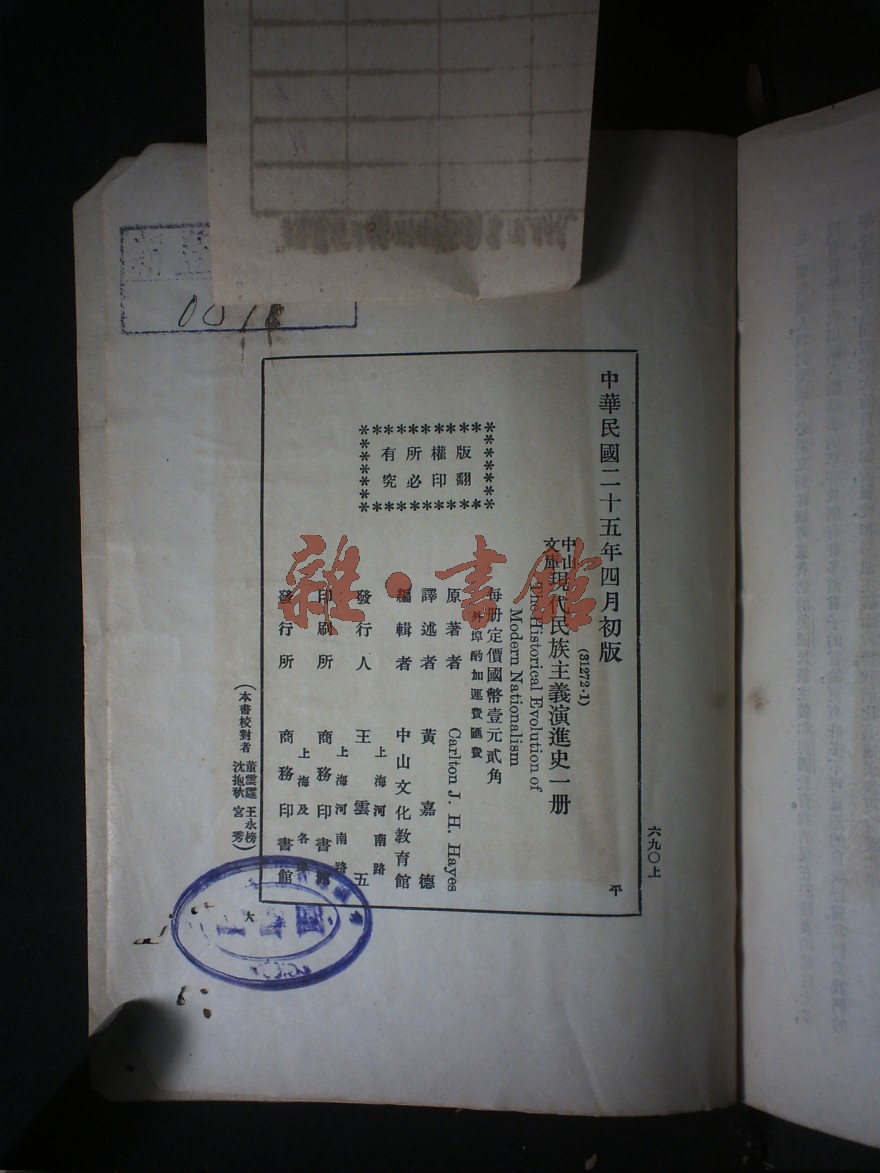 中華民國二十五年四月初版
(31272·1)
中山文庫 現代民族主義演進史一册
The Historical Evolution of
Modern Nationalism
每册定價國幣壹元貳角
外埠酌加運費匯費
原著者 Carlton J. H. Hayes
譯述者 黃嘉德
編輯者 中山文化教育館
發行人 王雲五
上海河南路
印刷所 商務印書館
上海河南路
發行所 商務印書館
上海及各
版權所有
翻印必究
(本書校對者 董雲霆 王永榜 沈抱秋 宮秀)
六九〇上
平
大
雜·書館